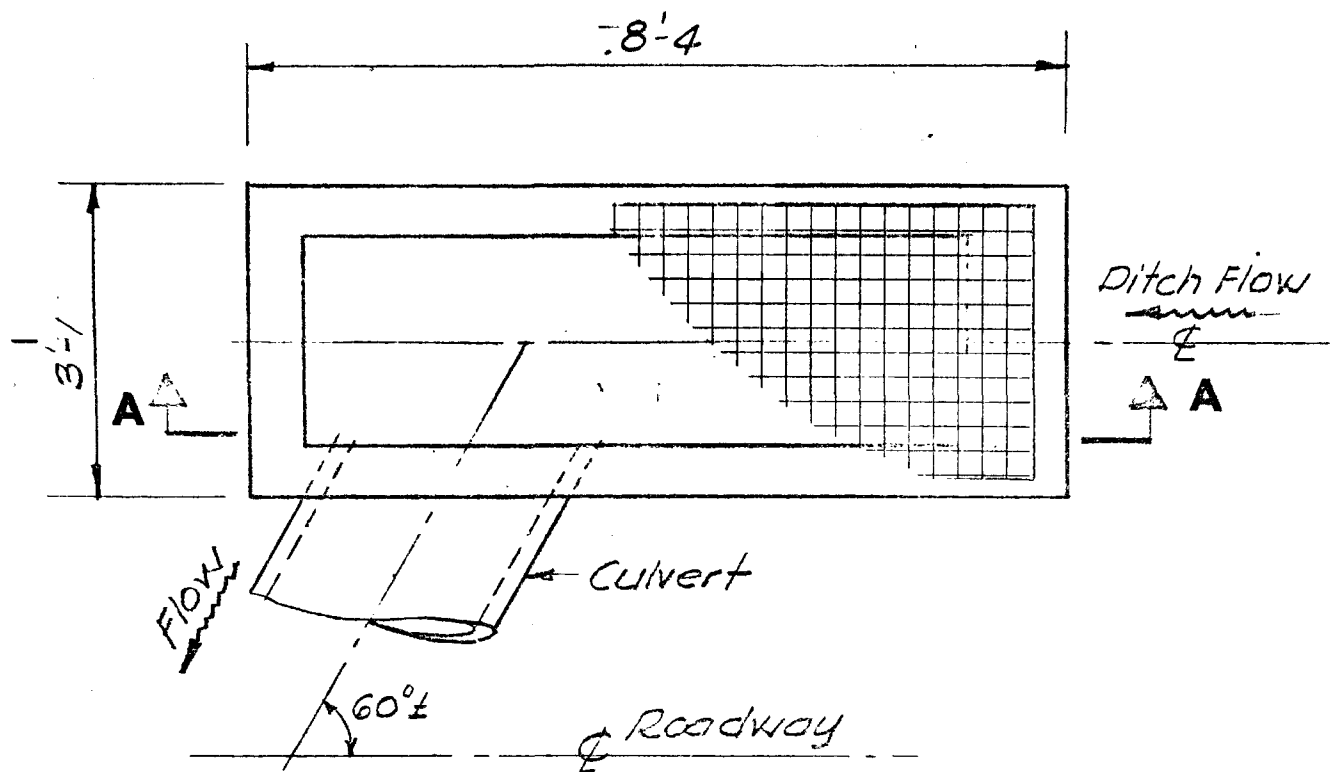 8'-4
Ditch Flow
℄
3'-1
A
A
Culvert
Flow
60°±
℄ Roadway